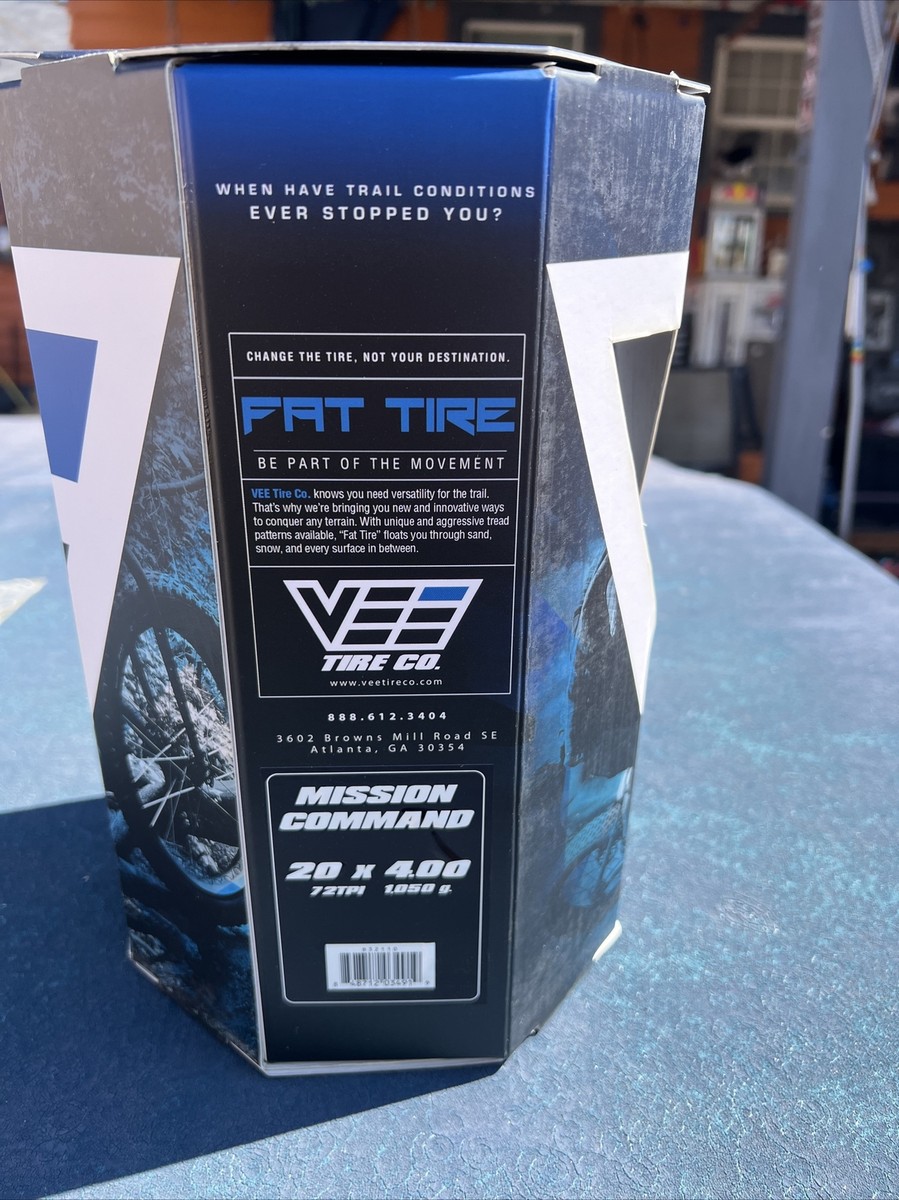 WHEN HAVE TRAIL CONDITIONS
EVER STOPPED YOU?
CHANGE THE TIRE, NOT YOUR DESTINATION.
FAT TIRE
BE PART OF THE MOVEMENT
VEE Tire Co. knows you need versatility for the trail.
That's why we're bringing you new and innovative ways
to conquer any terrain. With unique and aggressive tread
patterns available, "Fat Tire" floats you through sand,
snow, and every surface in between.
VEE
TIRE CO.
www.veetireco.com
888.612.3404
3602 Browns Mill Road SE
Atlanta, GA 30354
MISSION
COMMAND
20 x 4.00
72TPI 1,050 g.